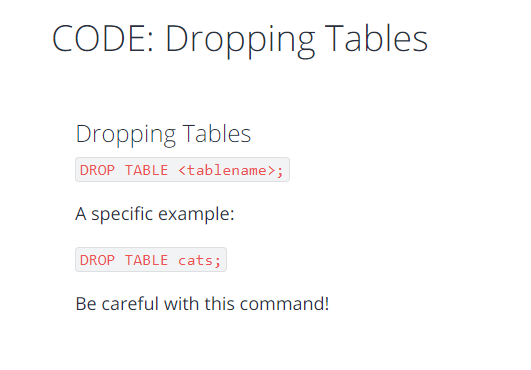 CODE: Dropping Tables
Dropping Tables
DROP TABLE <tablename>;
A specific example:
DROP TABLE cats;
Be careful with this command!